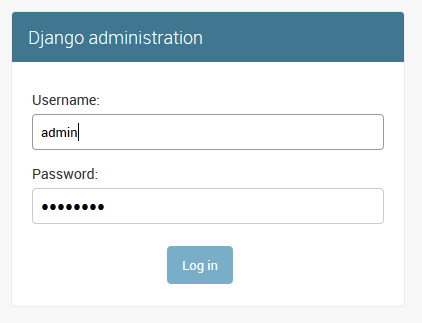 Django administration
Username:
admin
Password:
••••••••
Log in